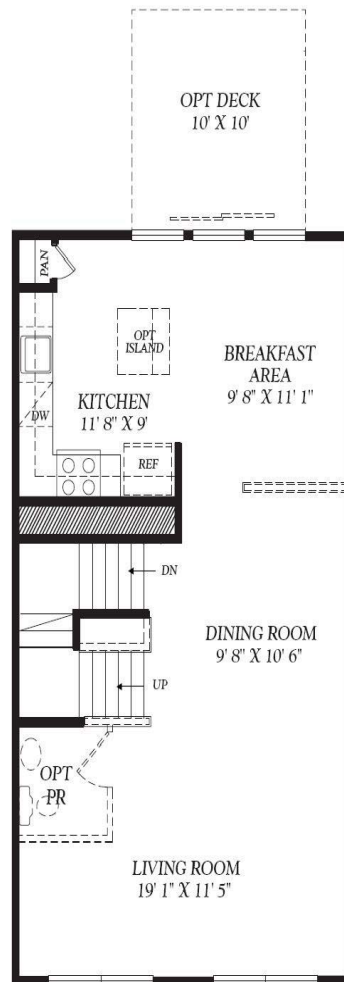 OPT DECK
10' X 10'
PAN
OPT
ISLAND
BREAKFAST
AREA
9' 8" X 11' 1"
KITCHEN
11' 8" X 9'
DW
REF
DN
DINING ROOM
9' 8" X 10' 6"
UP
OPT
PR
LIVING ROOM
19' 1" X 11' 5"